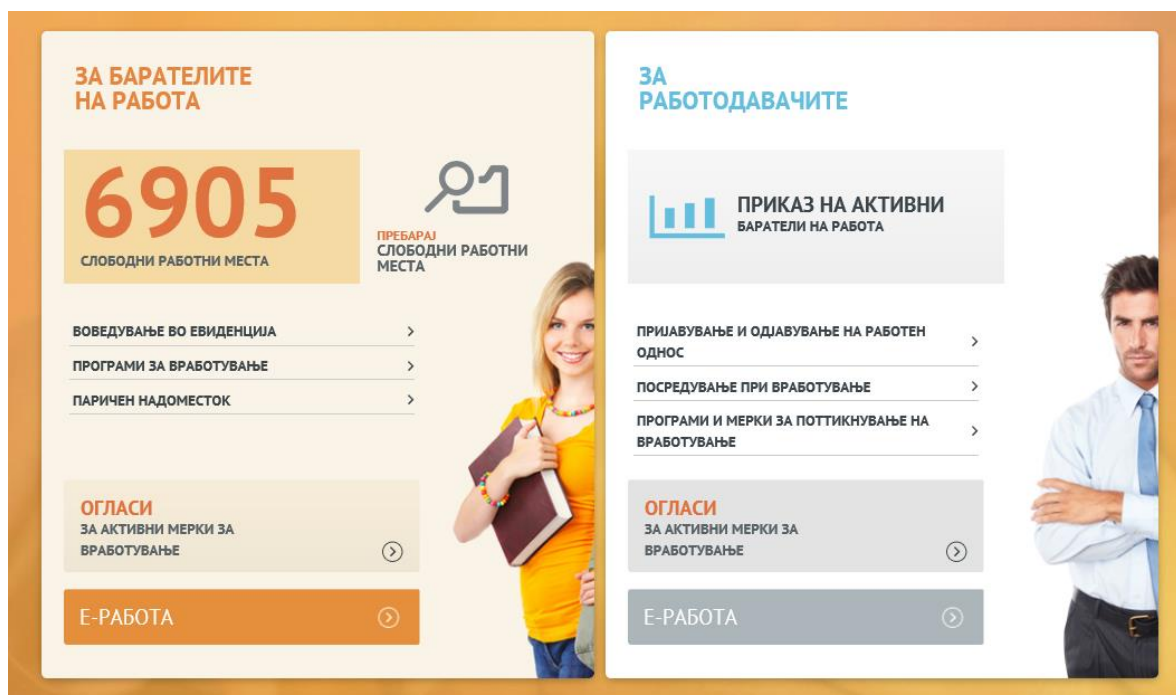 ЗА БАРАТЕЛИТЕ
НА РАБОТА
6905
СЛОБОДНИ РАБОТНИ МЕСТА
ПРЕБАРАЈ
СЛОБОДНИ РАБОТНИ
МЕСТА
ВОВЕДУВАЊЕ ВО ЕВИДЕНЦИЈА
ПРОГРАМИ ЗА ВРАБОТУВАЊЕ
ПАРИЧЕН НАДОМЕСТОК
ОГЛАСИ
ЗА АКТИВНИ МЕРКИ ЗА
ВРАБОТУВАЊЕ
Е-РАБОТА
ЗА
РАБОТОДАВАЧИТЕ
ПРИКАЗ НА АКТИВНИ
БАРАТЕЛИ НА РАБОТА
ПРИЈАВУВАЊЕ И ОДЈАВУВАЊЕ НА РАБОТЕН
ОДНОС
ПОСРЕДУВАЊЕ ПРИ ВРАБОТУВАЊЕ
ПРОГРАМИ И МЕРКИ ЗА ПОТТИКНУВАЊЕ НА
ВРАБОТУВАЊЕ
ОГЛАСИ
ЗА АКТИВНИ МЕРКИ ЗА
ВРАБОТУВАЊЕ
Е-РАБОТА